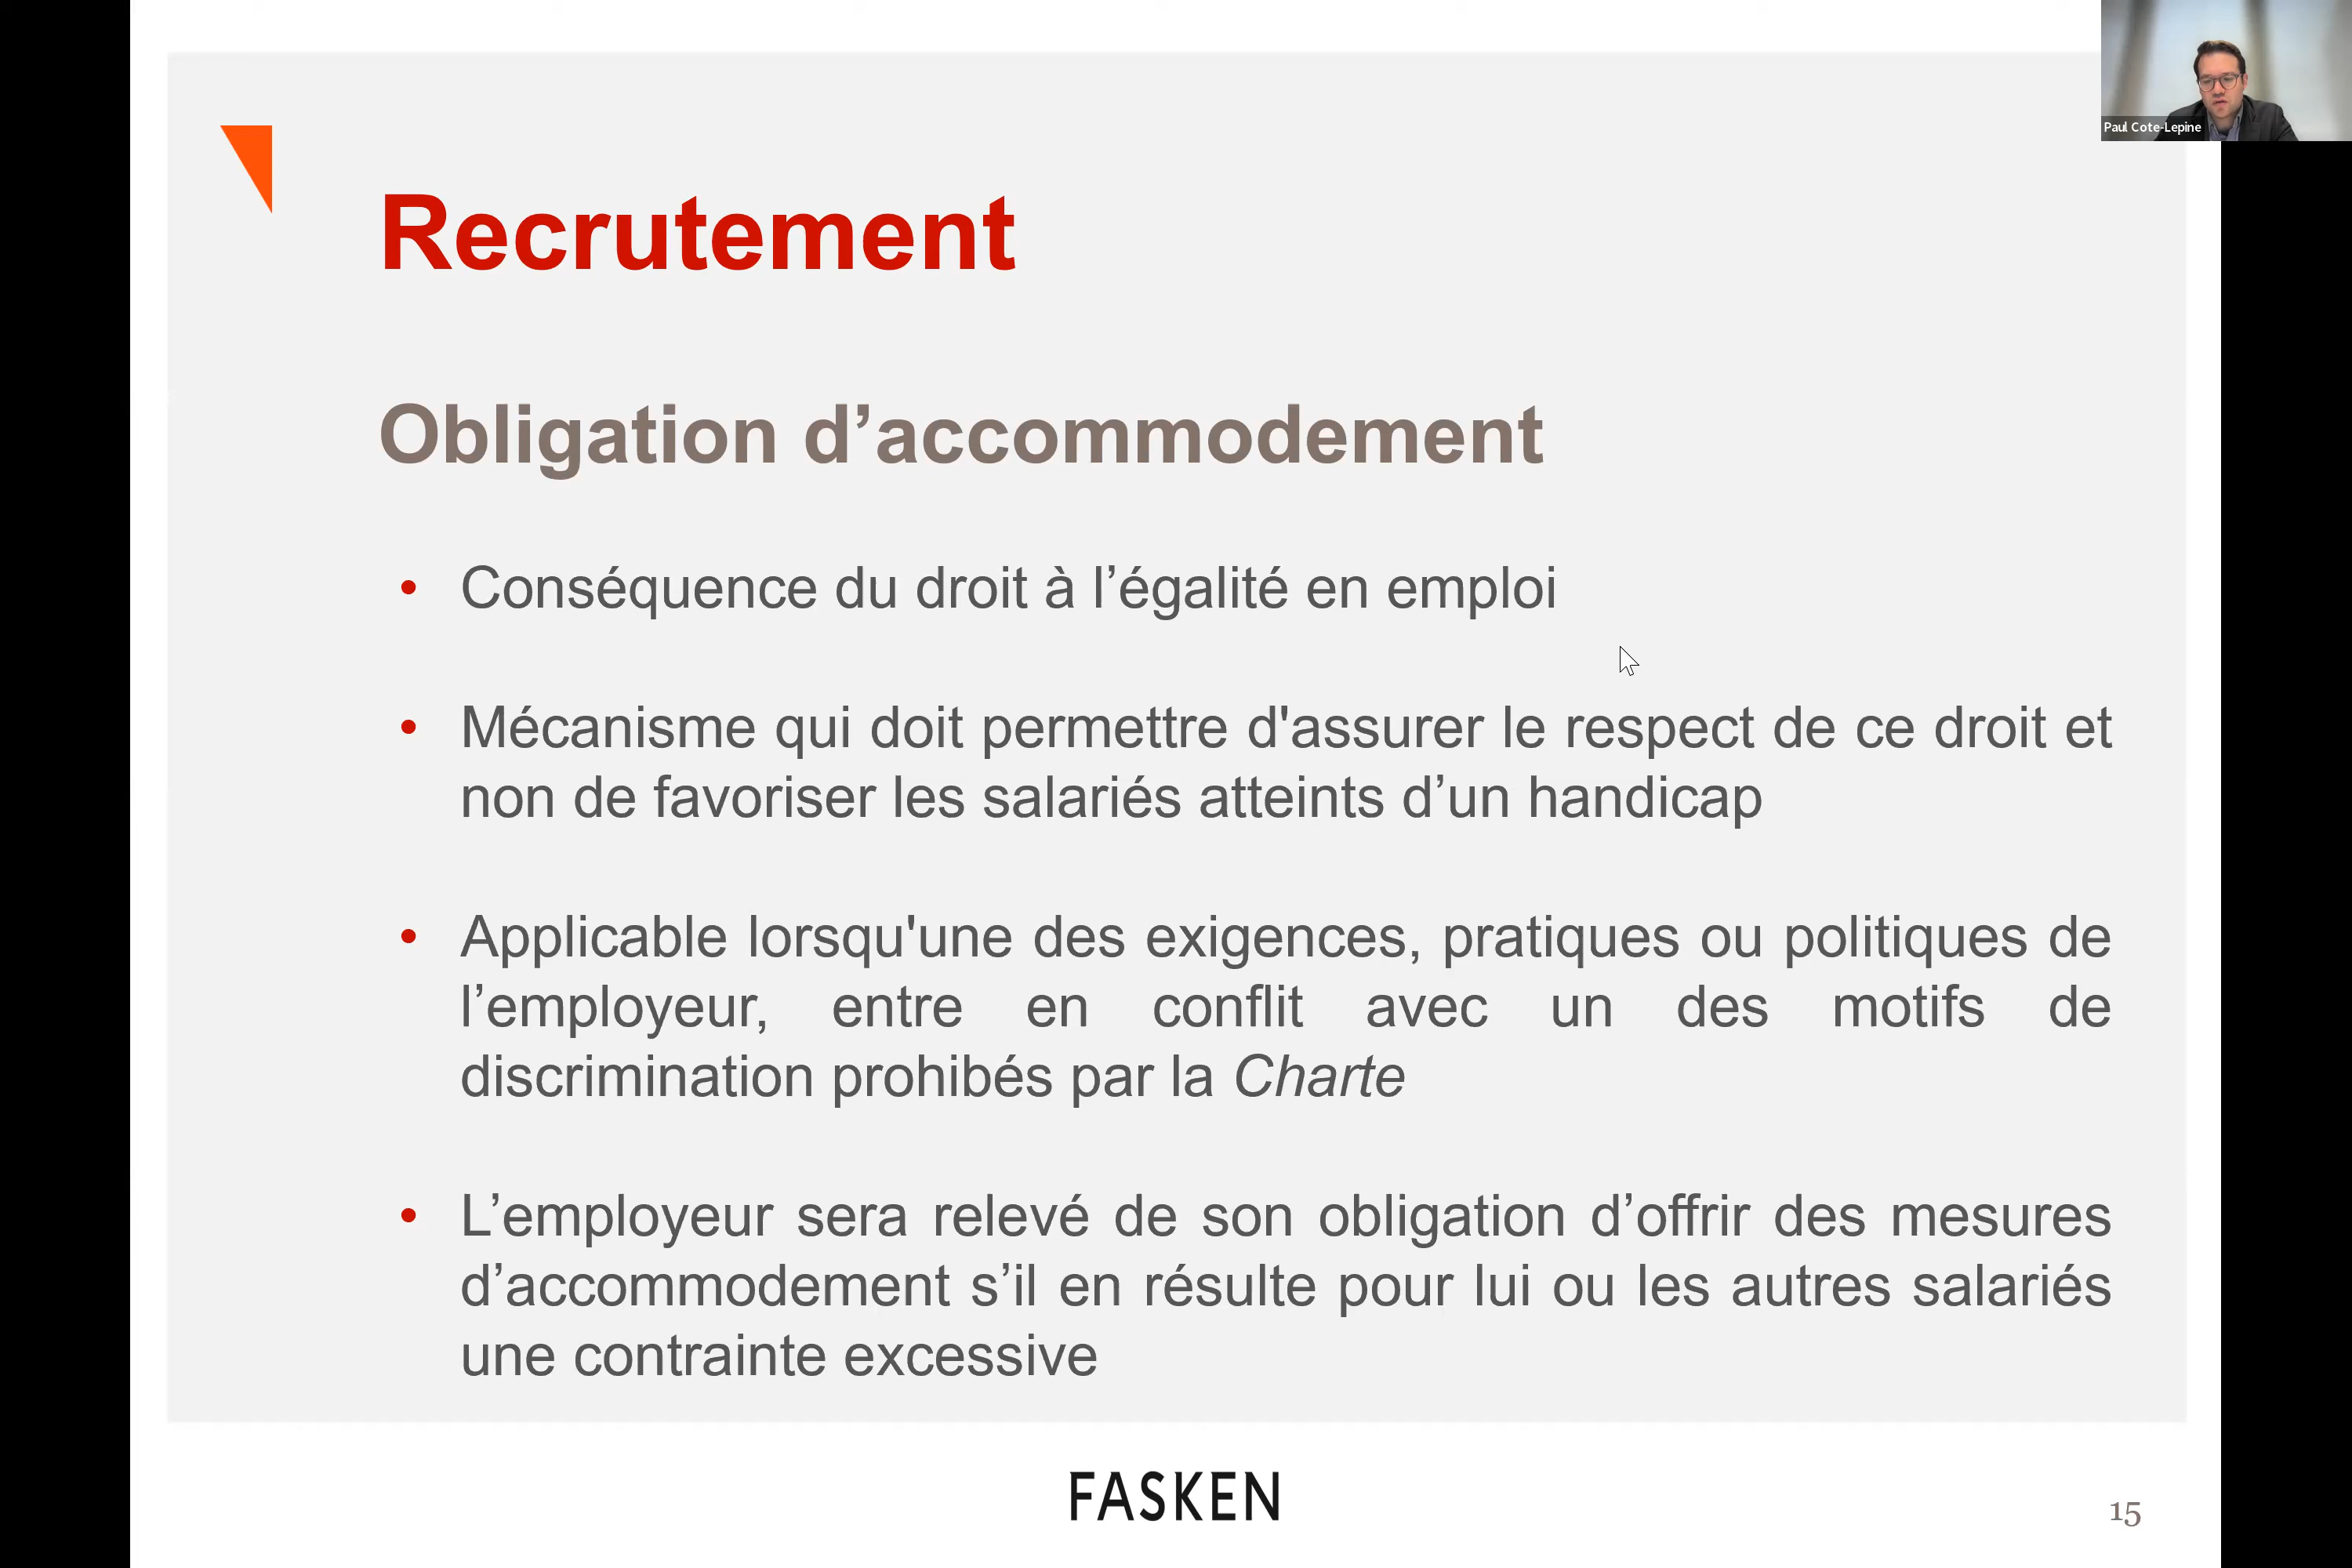 Paul Cote-Lepine
Recrutement
Obligation d’accommodement
• Conséquence du droit à l’égalité en emploi
• Mécanisme qui doit permettre d'assurer le respect de ce droit et
non de favoriser les salariés atteints d’un handicap
• Applicable lorsqu'une des exigences, pratiques ou politiques de
l’employeur, entre en conflit avec un des motifs de
discrimination prohibés par la Charte
• L’employeur sera relevé de son obligation d’offrir des mesures
d’accommodement s’il en résulte pour lui ou les autres salariés
une contrainte excessive
FASKEN
15